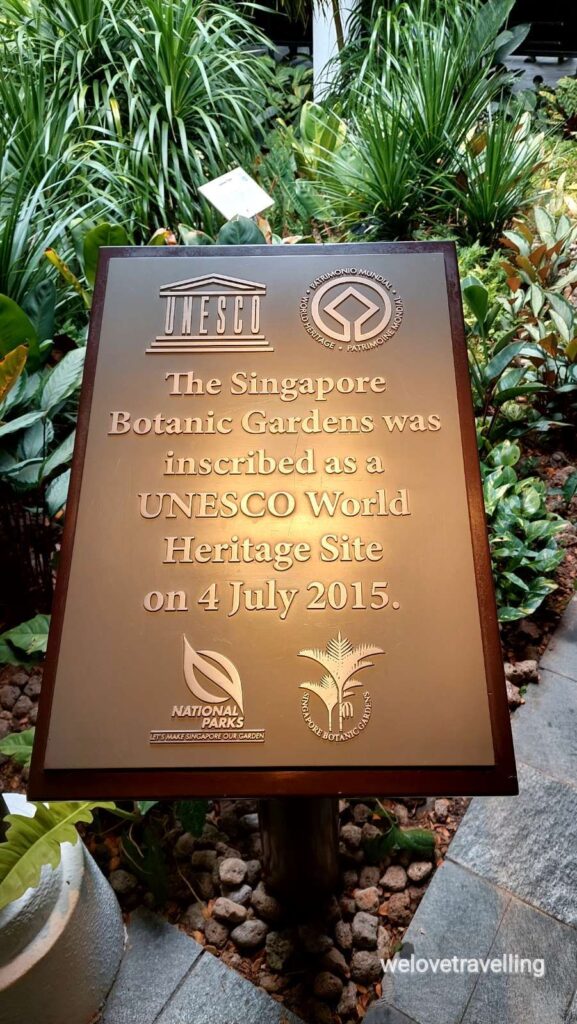 UNESCO
PATRIMONIO MUNDIAL • WORLD HERITAGE • PATRIMOINE MONDIAL •
The Singapore
Botanic Gardens was
inscribed as a
UNESCO World
Heritage Site
on 4 July 2015.
NATIONAL
PARKS
LET'S MAKE SINGAPORE OUR GARDEN
SINGAPORE BOTANIC GARDENS
welovetravelling